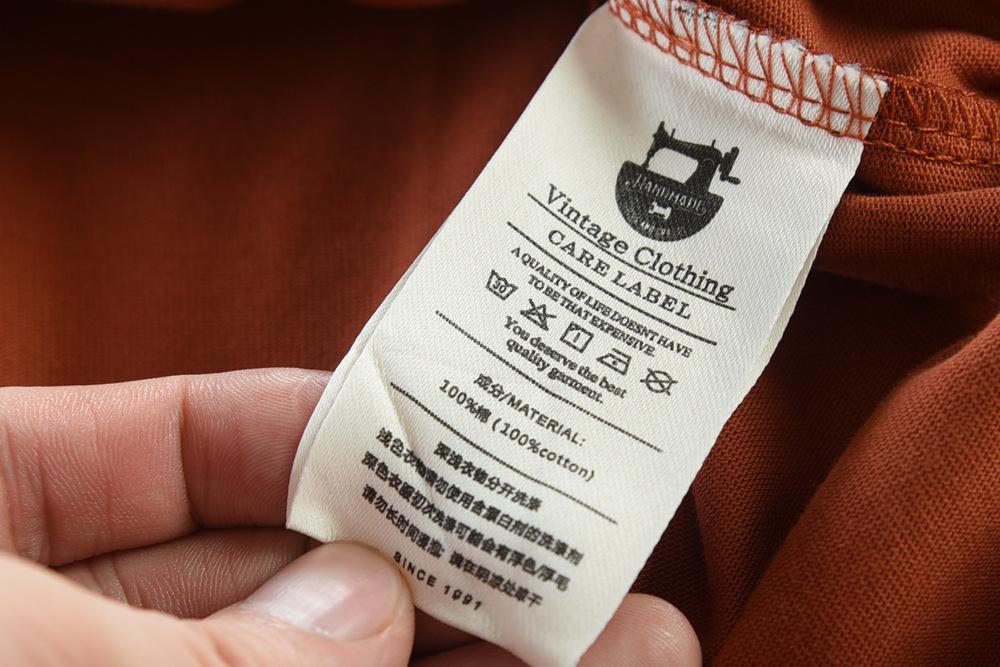 HANDMADE
Vintage Clothing
CARE LABEL
A QUALITY OF LIFE DOESNT HAVE
TO BE THAT EXPENSIVE.
30
You deserve the best
quality garment.
成分/MATERIAL:
100%棉 (100%cotton)
深浅衣物分开洗涤
浅色衣物请勿使用含蛋白剂的洗涤剂
深色衣服初次洗涤可能会有浮色/浮毛
请勿长时间浸泡; 请在阴凉处晾干
SINCE 1991